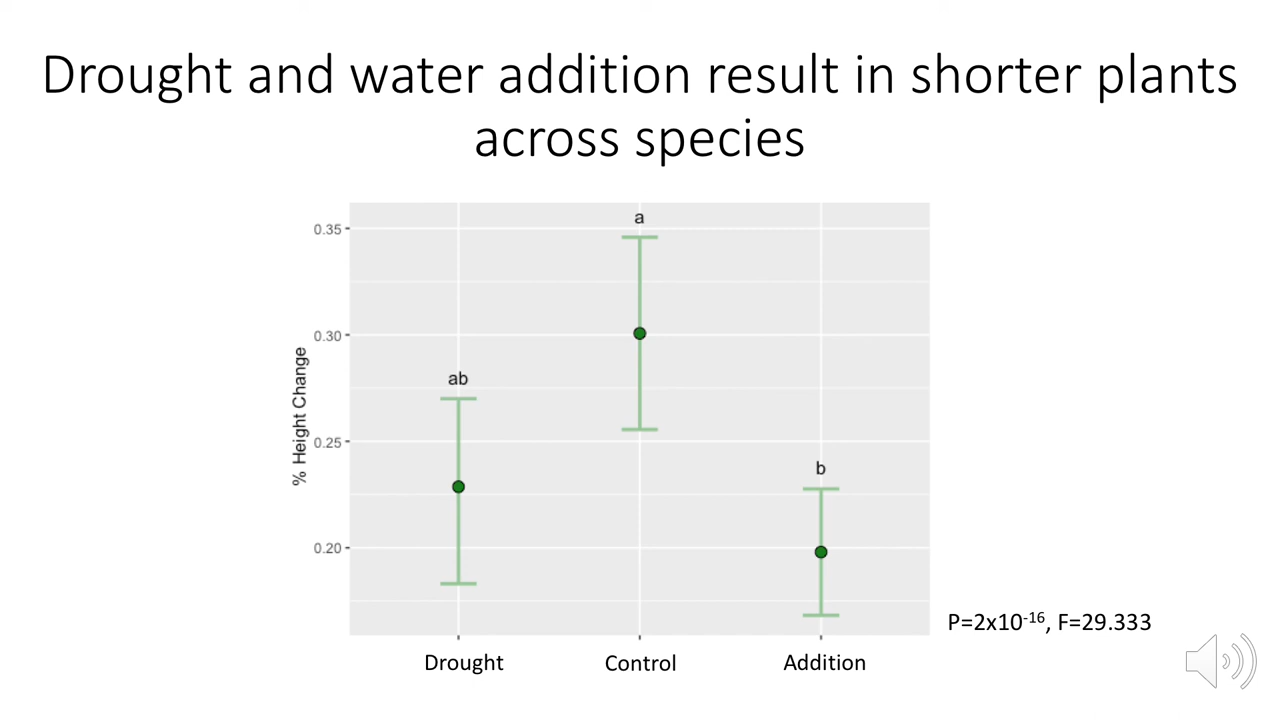 Drought and water addition result in shorter plants
across species
a
0.35
0.30
ab
% Height Change
0.25
b
0.20
P=2x10⁻¹⁶, F=29.333
Drought Control Addition